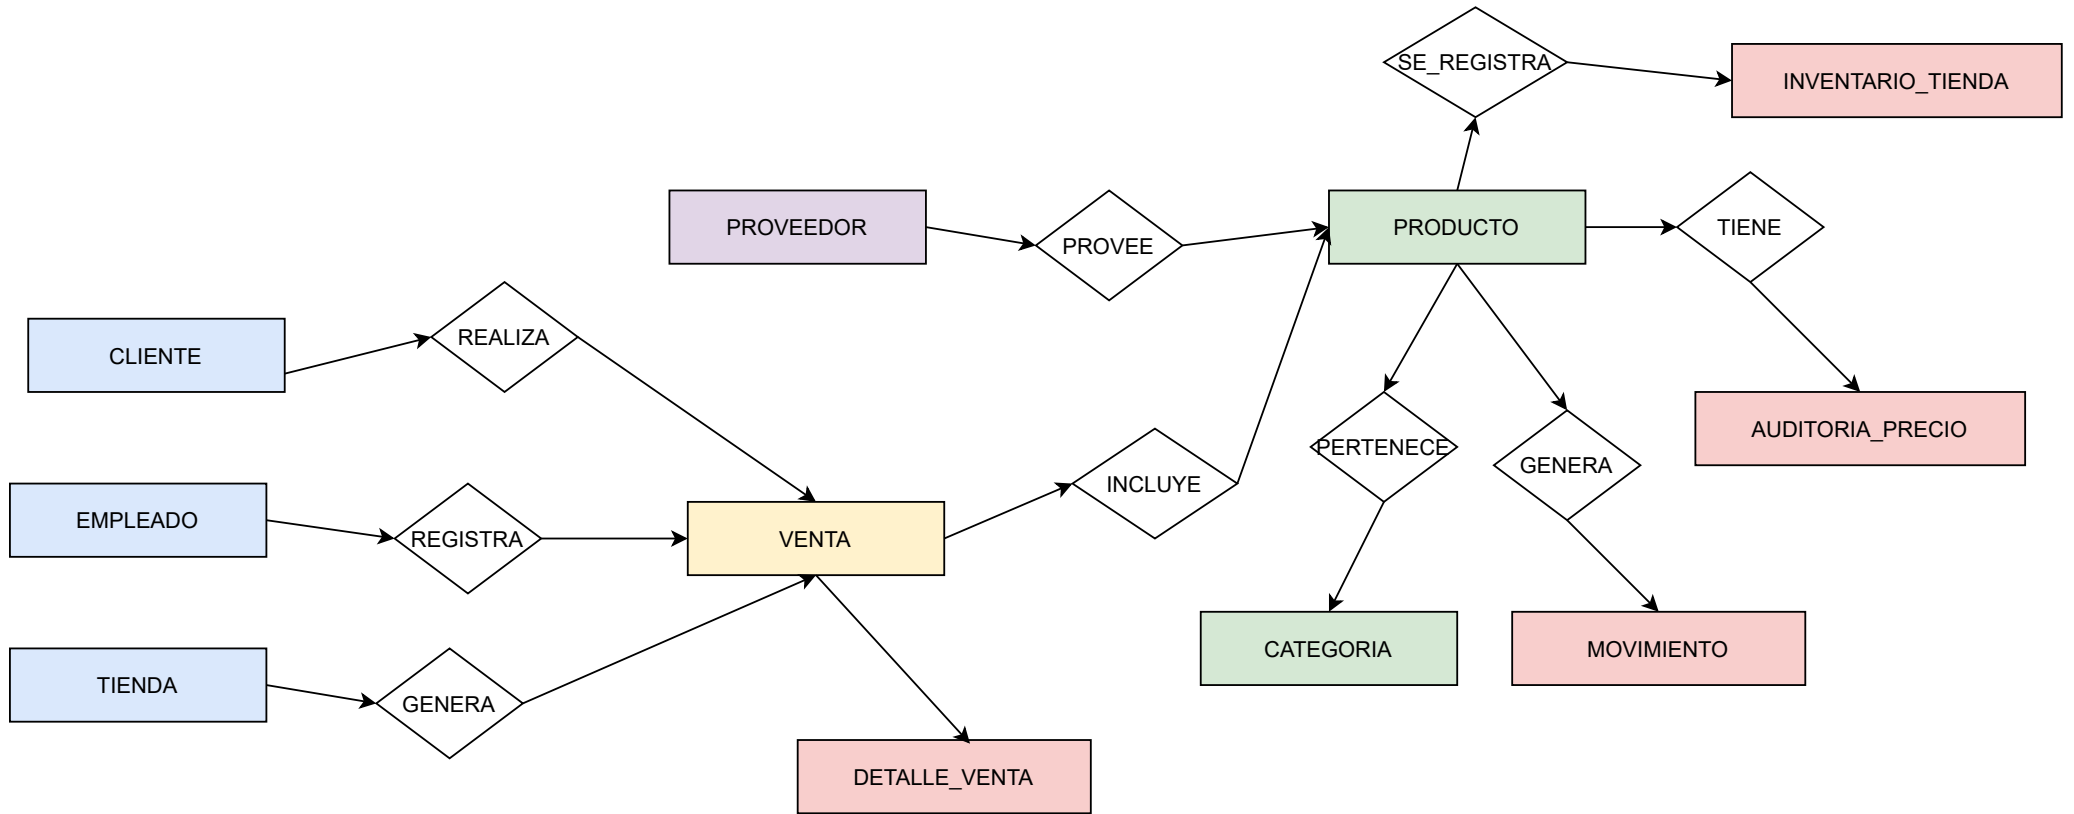 SE_REGISTRA
INVENTARIO_TIENDA
PROVEEDOR
PROVEE
PRODUCTO
TIENE
CLIENTE
REALIZA
PERTENECE
GENERA
AUDITORIA_PRECIO
INCLUYE
EMPLEADO
REGISTRA
VENTA
TIENDA
GENERA
CATEGORIA
MOVIMIENTO
DETALLE_VENTA